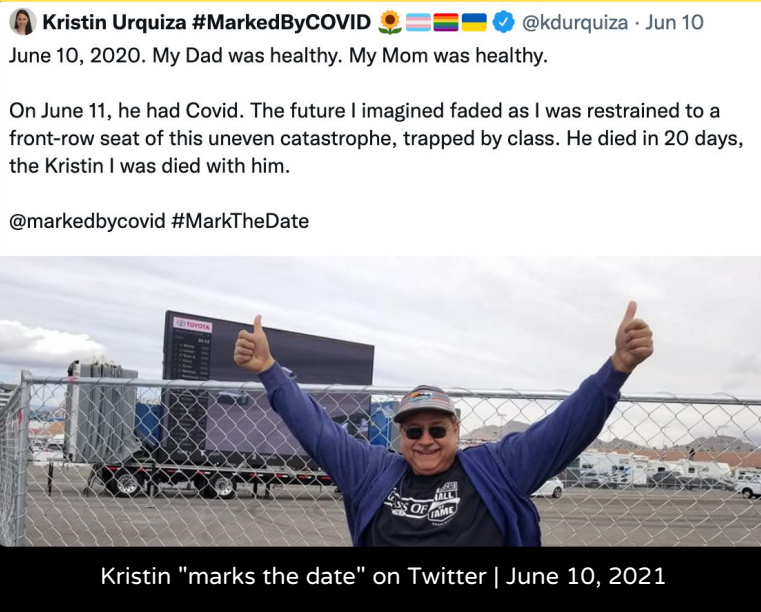 Kristin Urquiza #MarkedByCOVID 🌻🏳️‍⚧️🏳️‍🌈🇺🇦 @kdurquiza · Jun 10
June 10, 2020. My Dad was healthy. My Mom was healthy.
On June 11, he had Covid. The future I imagined faded as I was restrained to a
front-row seat of this uneven catastrophe, trapped by class. He died in 20 days,
the Kristin I was died with him.
@markedbycovid #MarkTheDate
TOYOTA
OF HALL
FAME
Kristin "marks the date" on Twitter | June 10, 2021